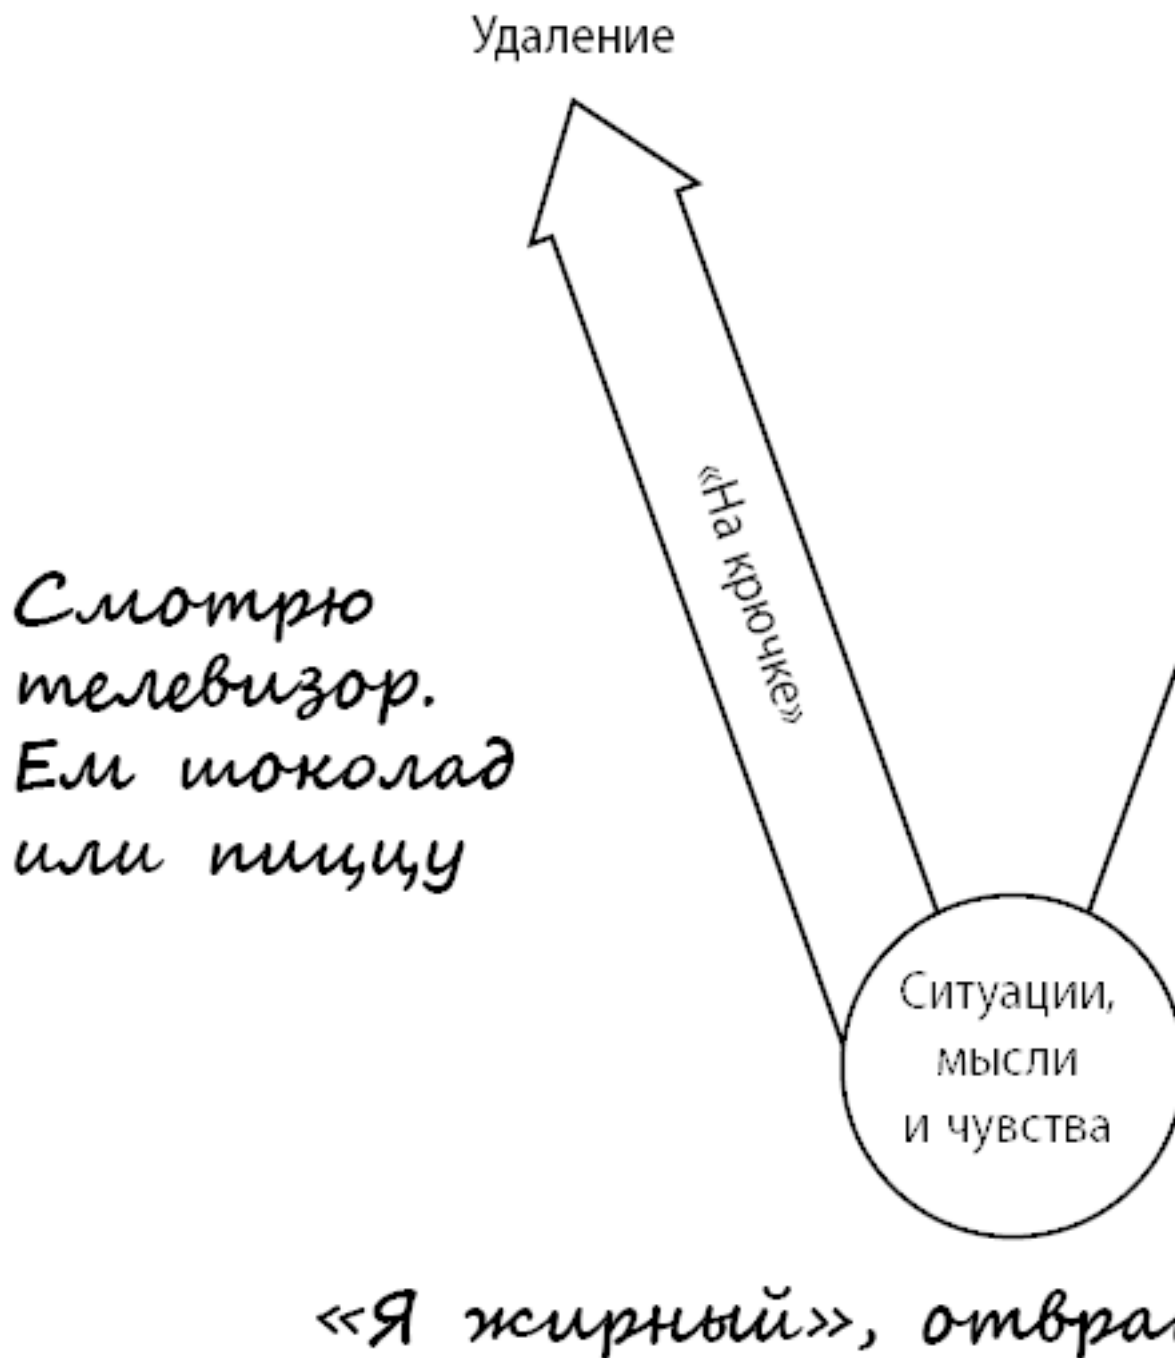 Удаление
«На крючке»
Смотрю
телевизор.
Ем шоколад
или пиццу
Ситуации,
мысли
и чувства
«Я жирный», отвра